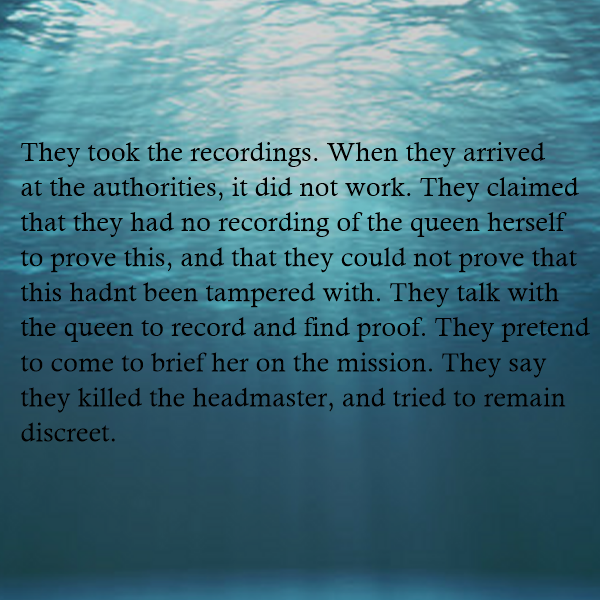 They took the recordings. When they arrived
at the authorities, it did not work. They claimed
that they had no recording of the queen herself
to prove this, and that they could not prove that
this hadnt been tampered with. They talk with
the queen to record and find proof. They pretend
to come to brief her on the mission. They say
they killed the headmaster, and tried to remain
discreet.